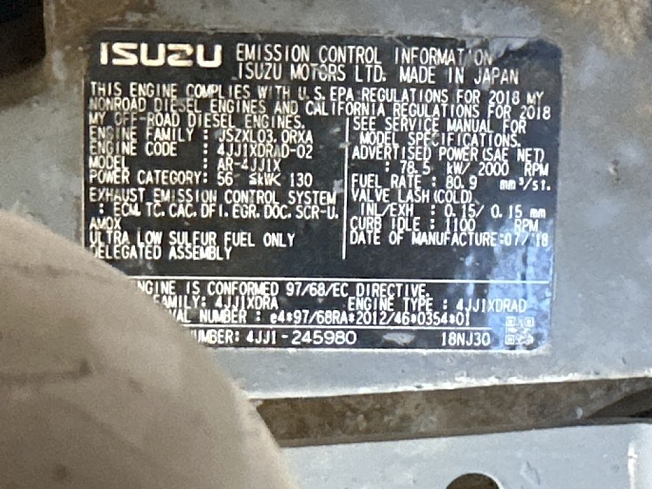 ISUZU EMISSION CONTROL INFORMATION
ISUZU MOTORS LTD. MADE IN JAPAN
THIS ENGINE COMPLIES WITH U.S. EPA REGULATIONS FOR 2018 MY
NONROAD DIESEL ENGINES AND CALIFORNIA REGULATIONS FOR 2018
MY OFF-ROAD DIESEL ENGINES.
ENGINE FAMILY : JSZXL03.0RXA
ENGINE CODE : 4JJ1XDRAD-02
MODEL : AR-4JJ1X
POWER CATEGORY: 56 ≤kW< 130
EXHAUST EMISSION CONTROL SYSTEM
: ECM, TC, CAC, DFI, EGR, DOC, SCR-U,
AMOX
ULTRA LOW SULFUR FUEL ONLY
DELEGATED ASSEMBLY
SEE SERVICE MANUAL FOR
MODEL SPECIFICATIONS.
ADVERTISED POWER(SAE NET)
: 78.5 kW/ 2000 RPM
FUEL RATE : 80.9 mm³/st.
VALVE LASH(COLD)
INL/EXH : 0.15/ 0.15 mm
CURB IDLE : 1100 RPM
DATE OF MANUFACTURE:07/'18
ENGINE IS CONFORMED 97/68/EC DIRECTIVE.
FAMILY: 4JJ1XDRA ENGINE TYPE : 4JJ1XDRAD
NUMBER : e4*97/68RA*2012/46*0354*01
NUMBER: 4JJ1-245980 18NJ30